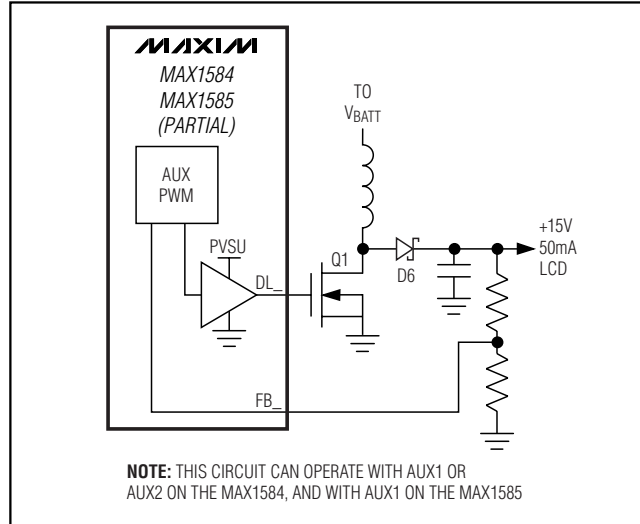 MAXIM
MAX1584
MAX1585
(PARTIAL)
AUX
PWM
PVSU
DL_
FB_
TO
VBATT
Q1
D6
+15V
50mA
LCD
NOTE: THIS CIRCUIT CAN OPERATE WITH AUX1 OR
AUX2 ON THE MAX1584, AND WITH AUX1 ON THE MAX1585